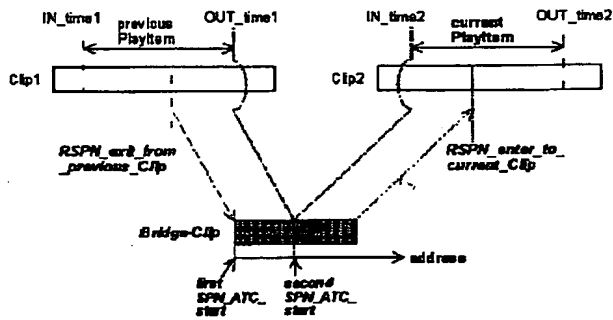 IN_time1
previous
PlayItem
OUT_time1
IN_time2
current
PlayItem
OUT_time2
Clip1
Clip2
RSPN_exit_from
_previous_Clip
RSPN_enter_to_
current_Clip
Bridge-Clip
address
first
SPN_ATC_
start
second
SPN_ATC_
start